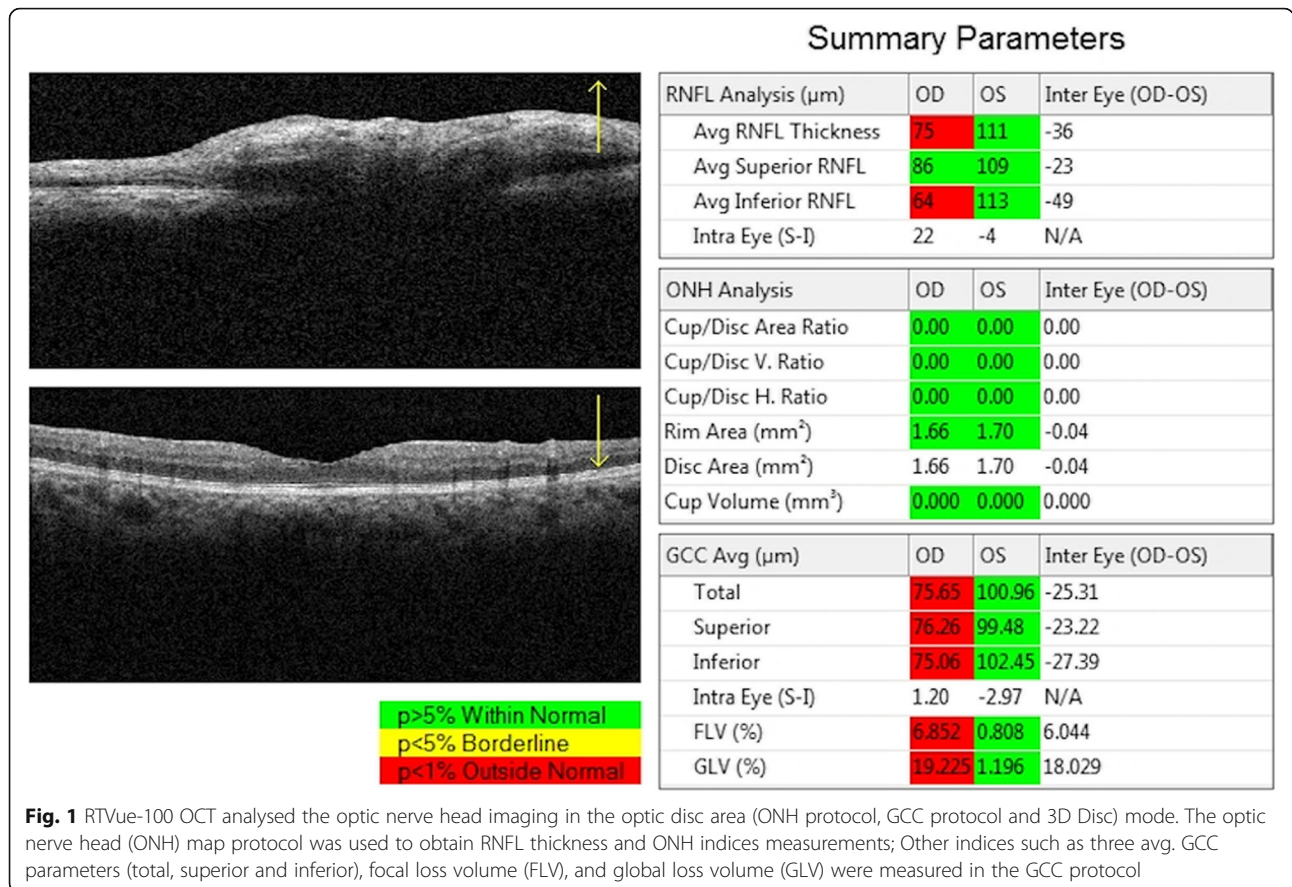 Summary Parameters
RNFL Analysis (µm) OD OS Inter Eye (OD-OS)
Avg RNFL Thickness 75 111 -36
Avg Superior RNFL 86 109 -23
Avg Inferior RNFL 64 113 -49
Intra Eye (S-I) 22 -4 N/A
ONH Analysis OD OS Inter Eye (OD-OS)
Cup/Disc Area Ratio 0.00 0.00 0.00
Cup/Disc V. Ratio 0.00 0.00 0.00
Cup/Disc H. Ratio 0.00 0.00 0.00
Rim Area (mm²) 1.66 1.70 -0.04
Disc Area (mm²) 1.66 1.70 -0.04
Cup Volume (mm³) 0.000 0.000 0.000
GCC Avg (µm) OD OS Inter Eye (OD-OS)
Total 75.65 100.96 -25.31
Superior 76.26 99.48 -23.22
Inferior 75.06 102.45 -27.39
Intra Eye (S-I) 1.20 -2.97 N/A
FLV (%) 6.852 0.808 6.044
GLV (%) 19.225 1.196 18.029
p>5% Within Normal
p<5% Borderline
p<1% Outside Normal
Fig. 1 RTVue-100 OCT analysed the optic nerve head imaging in the optic disc area (ONH protocol, GCC protocol and 3D Disc) mode. The optic
nerve head (ONH) map protocol was used to obtain RNFL thickness and ONH indices measurements; Other indices such as three avg. GCC
parameters (total, superior and inferior), focal loss volume (FLV), and global loss volume (GLV) were measured in the GCC protocol